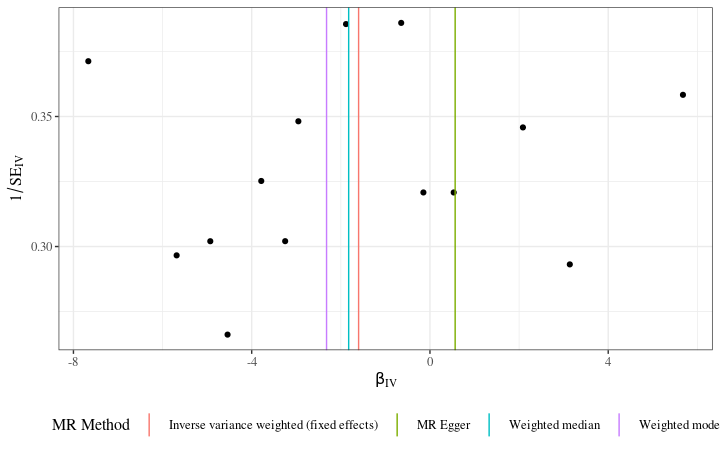 0.35
0.30
1/SE_IV
-8 -4 0 4
β_IV
MR Method Inverse variance weighted (fixed effects) MR Egger Weighted median Weighted mode